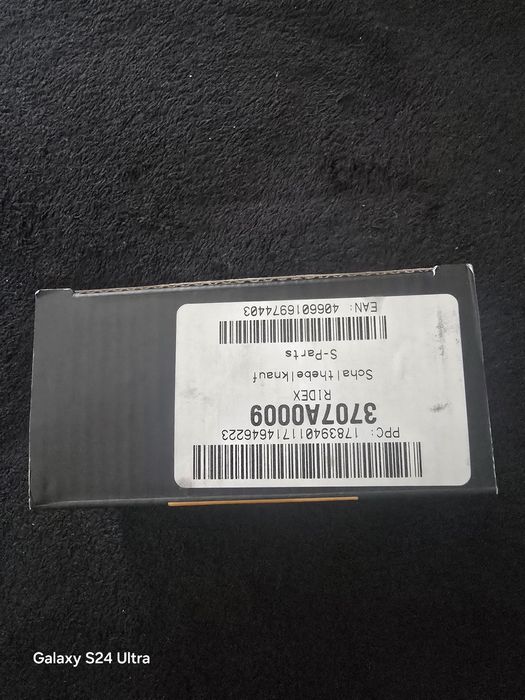 PPC: 178394011714646223
3707A0009
RIDEX
Schalthebelknauf
S-Parts
EAN: 4066016974403
Galaxy S24 Ultra